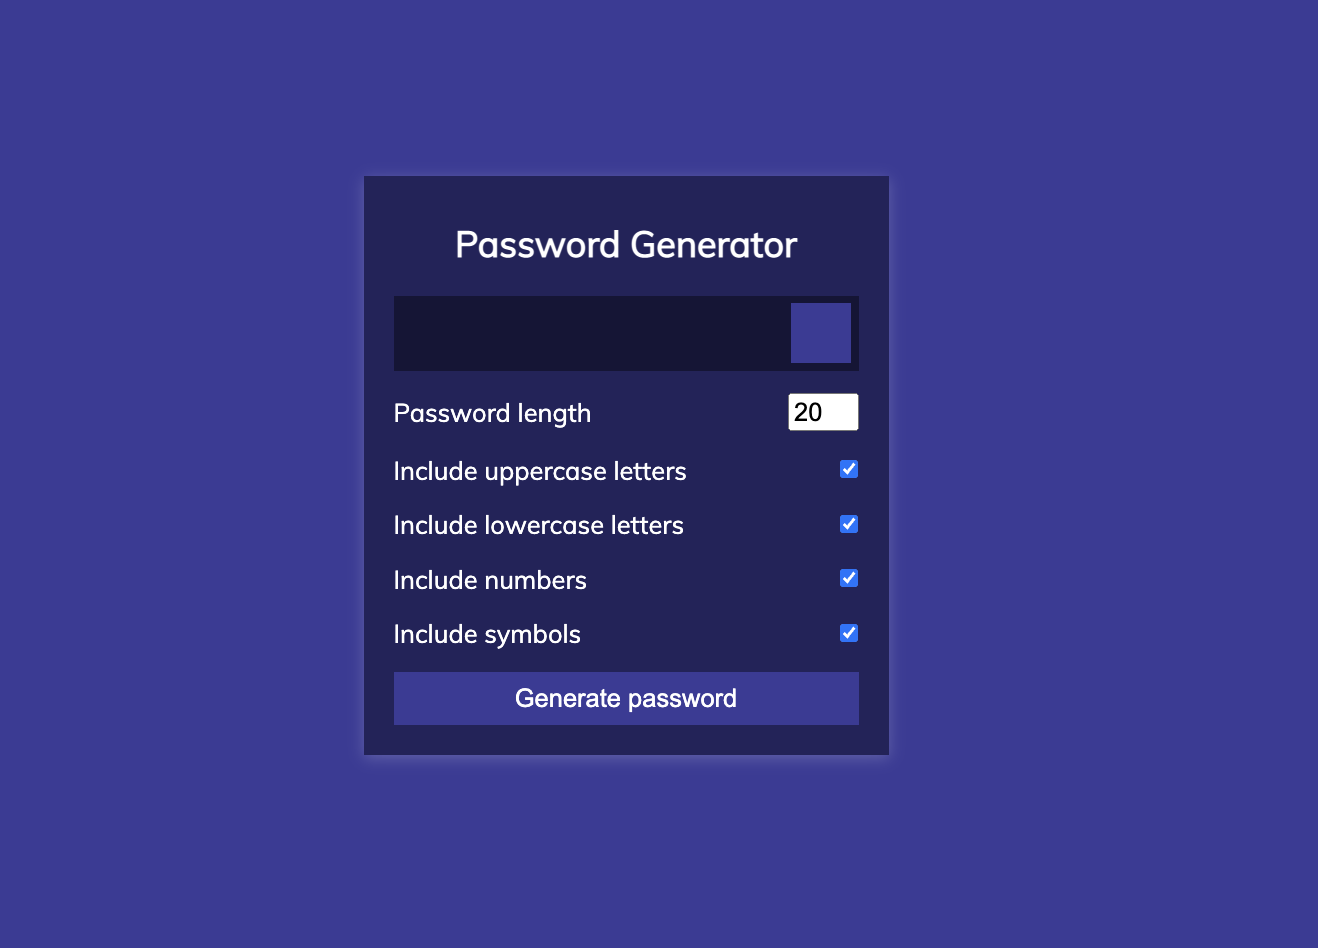 Password Generator
Password length 20
Include uppercase letters
Include lowercase letters
Include numbers
Include symbols
Generate password